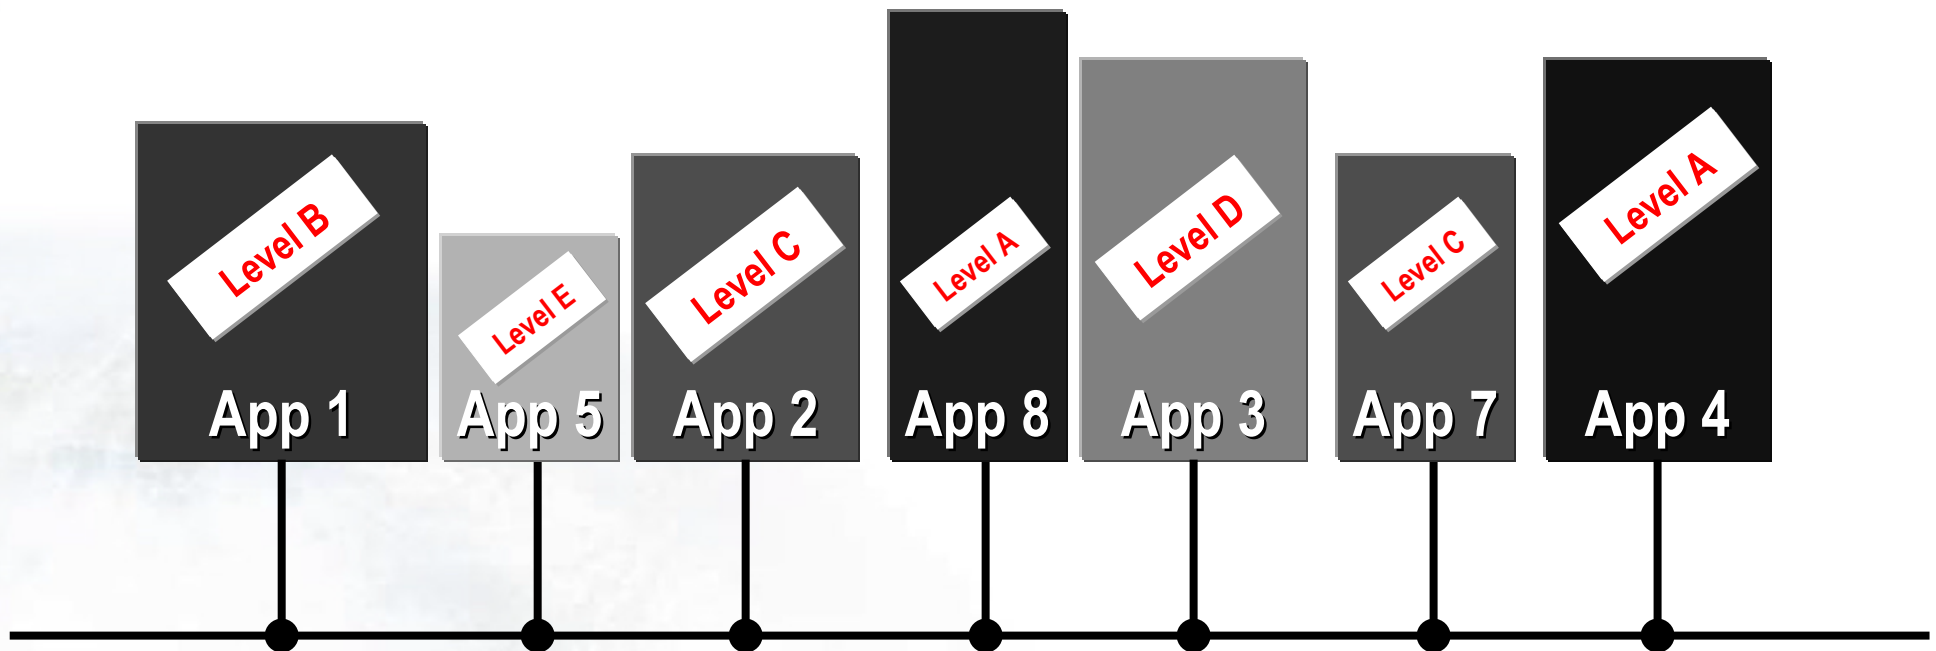 Level B
App 1
Level E
App 5
Level C
App 2
Level A
App 8
Level D
App 3
Level C
App 7
Level A
App 4